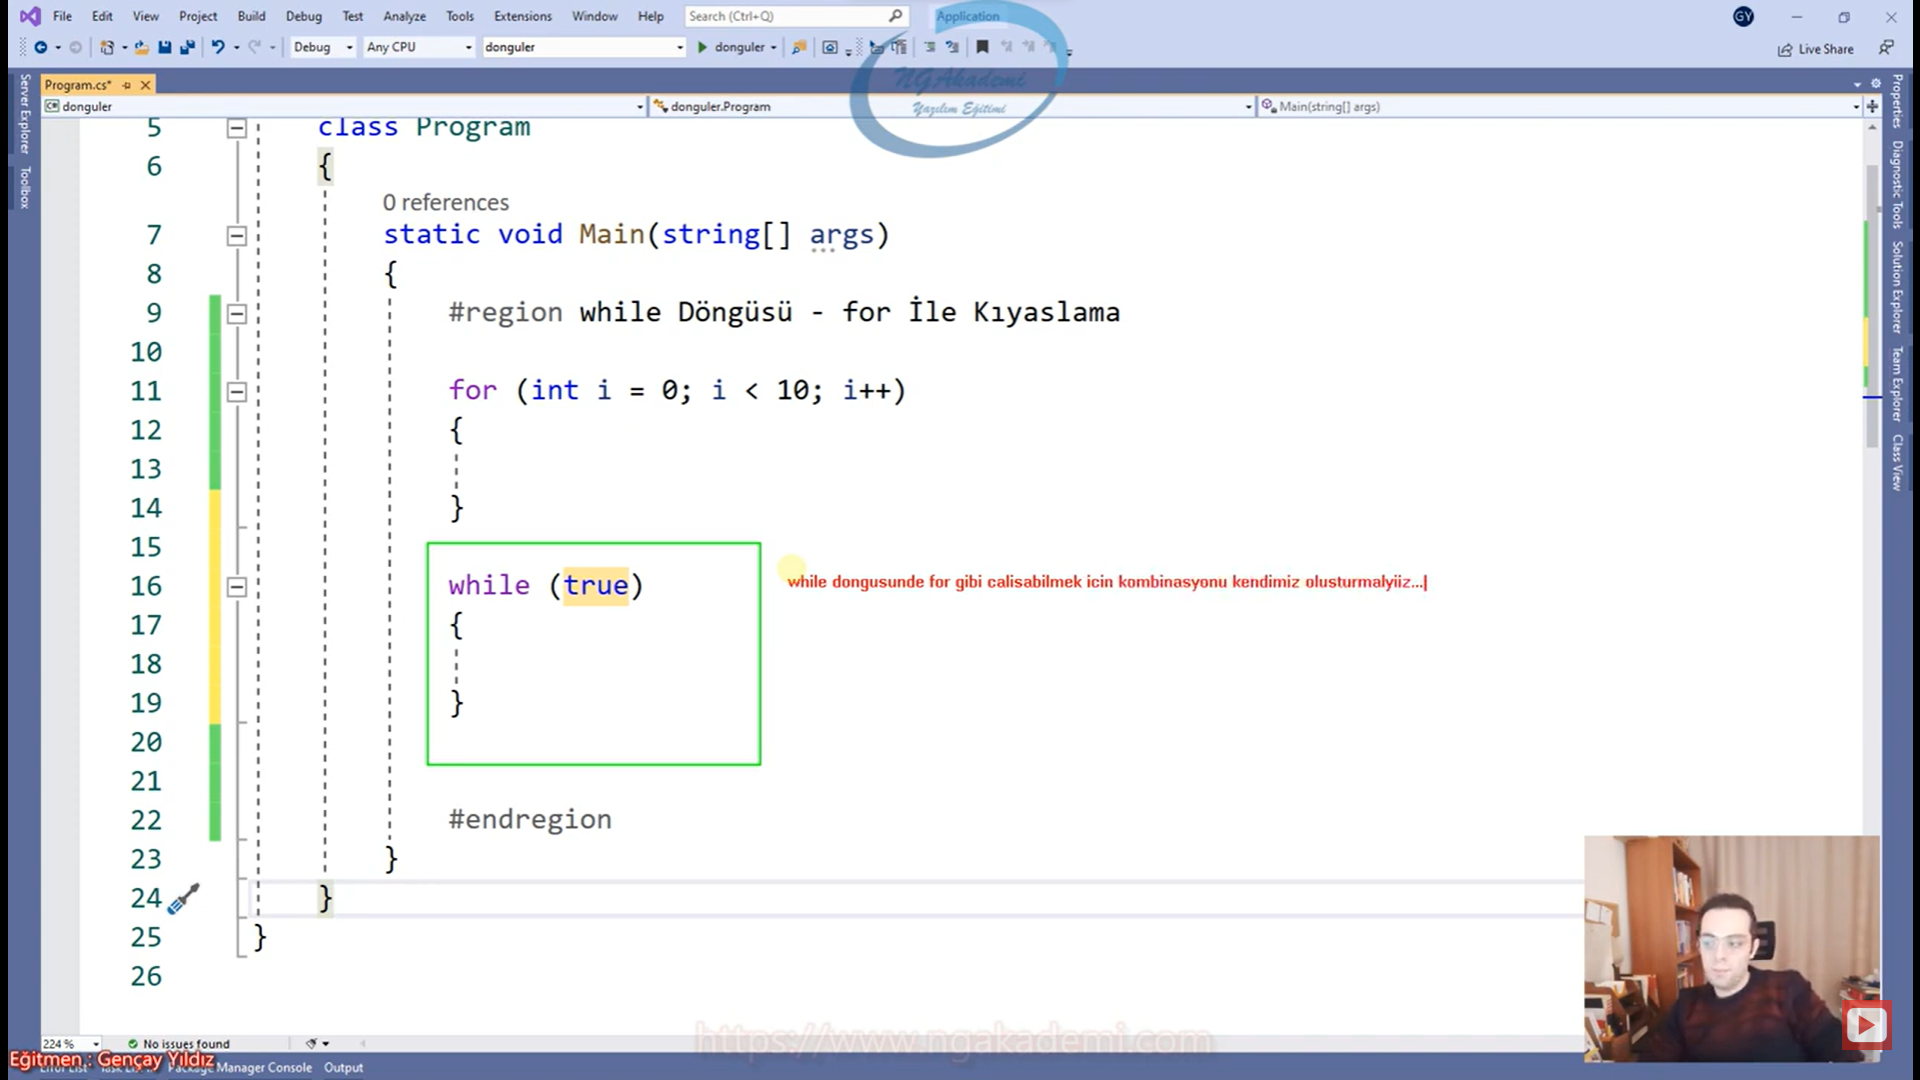 File Edit View Project Build Debug Test Analyze Tools Extensions Window Help Search (Ctrl+Q) Application GY
Debug Any CPU donguler donguler Live Share
Program.cs*
donguler donguler.Program Main(string[] args)
NGAkademi
Yazılım Eğitimi
Server Explorer
Toolbox
Properties
Diagnostic Tools
Solution Explorer
Team Explorer
Class View
5 class Program
6 {
0 references
7 static void Main(string[] args)
8 {
9 #region while Döngüsü - for İle Kıyaslama
10
11 for (int i = 0; i < 10; i++)
12 {
13
14 }
15
16 while (true)
while dongusunde for gibi calisabilmek icin kombinasyonu kendimiz olusturmalyiiz...
17 {
18
19 }
20
21
22 #endregion
23 }
24 }
25 }
26
https://www.ngakademi.com
224 % No issues found
Eğitmen : Gençay Yıldız
Package Manager Console Output